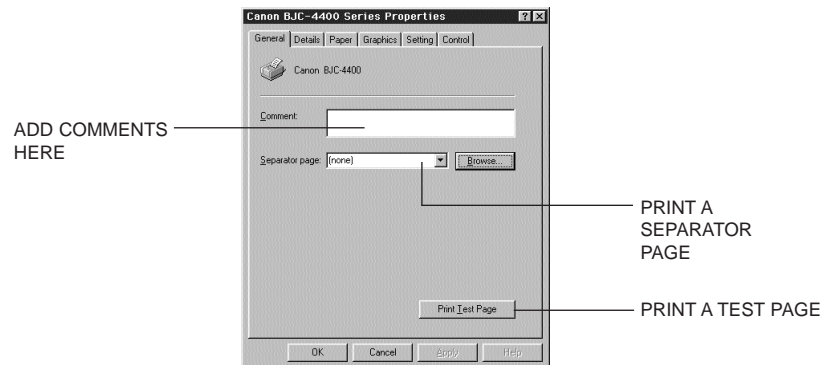 Canon BJC-4400 Series Properties
General Details Paper Graphics Setting Control
Canon BJC-4400
Comment:
ADD COMMENTS
HERE
Separator page: (none) Browse...
PRINT A
SEPARATOR
PAGE
Print Test Page
PRINT A TEST PAGE
OK Cancel Apply Help